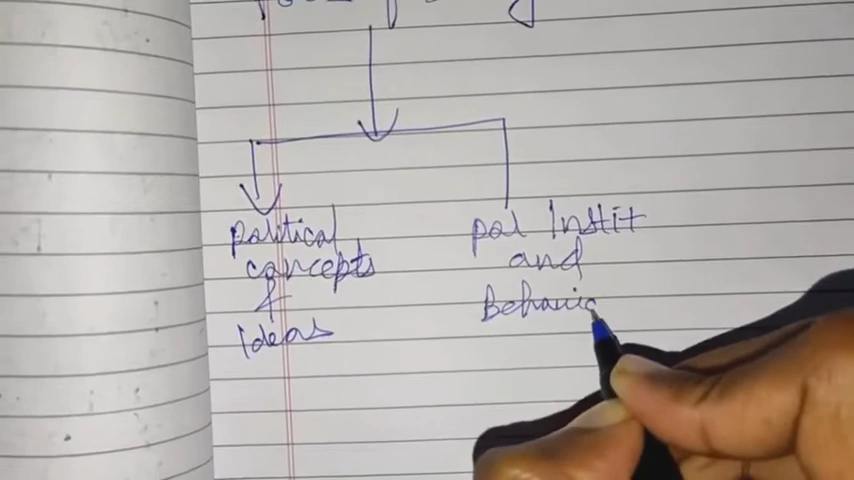 political
concepts
&
Ideas
pol Instit
and
Behavio